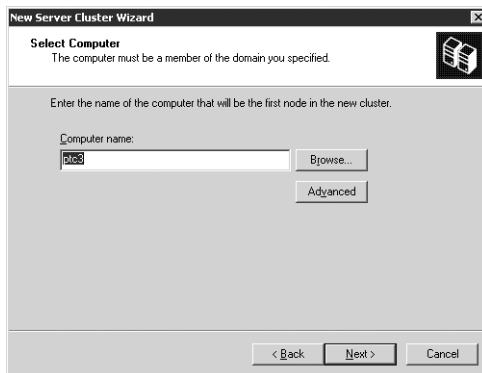 New Server Cluster Wizard
Select Computer
The computer must be a member of the domain you specified.
Enter the name of the computer that will be the first node in the new cluster.
Computer name:
ptc3
Browse...
Advanced
< Back
Next >
Cancel